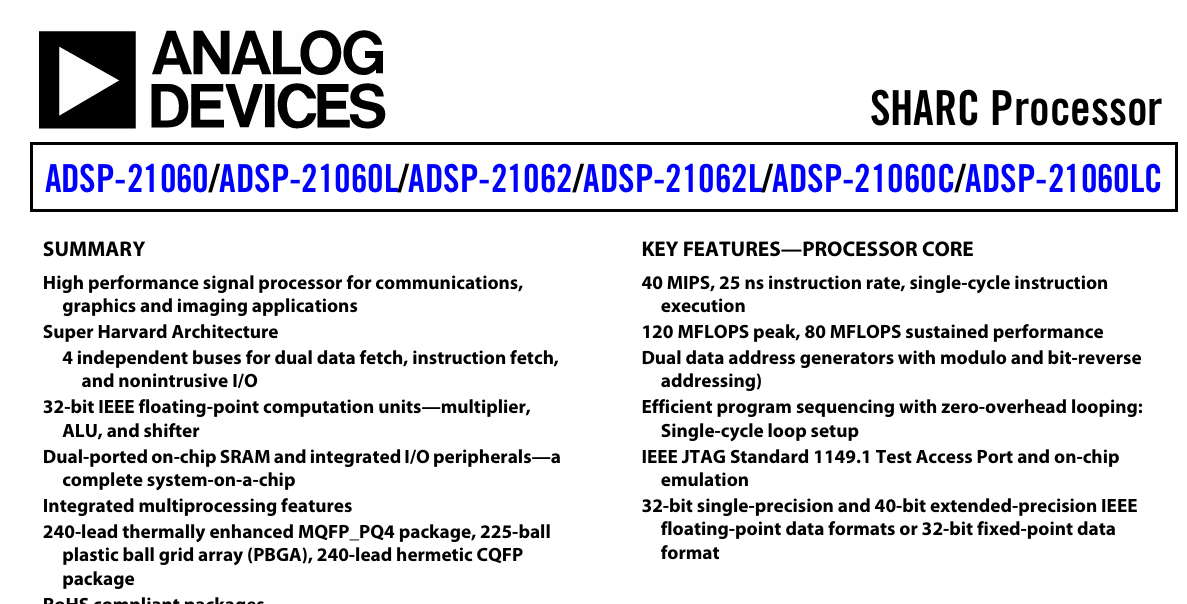 ANALOG
DEVICES
SHARC Processor
ADSP-21060/ADSP-21060L/ADSP-21062/ADSP-21062L/ADSP-21060C/ADSP-21060LC
SUMMARY
High performance signal processor for communications,
graphics and imaging applications
Super Harvard Architecture
4 independent buses for dual data fetch, instruction fetch,
and nonintrusive I/O
32-bit IEEE floating-point computation units—multiplier,
ALU, and shifter
Dual-ported on-chip SRAM and integrated I/O peripherals—a
complete system-on-a-chip
Integrated multiprocessing features
240-lead thermally enhanced MQFP_PQ4 package, 225-ball
plastic ball grid array (PBGA), 240-lead hermetic CQFP
package
RoHS compliant packages
KEY FEATURES—PROCESSOR CORE
40 MIPS, 25 ns instruction rate, single-cycle instruction
execution
120 MFLOPS peak, 80 MFLOPS sustained performance
Dual data address generators with modulo and bit-reverse
addressing)
Efficient program sequencing with zero-overhead looping:
Single-cycle loop setup
IEEE JTAG Standard 1149.1 Test Access Port and on-chip
emulation
32-bit single-precision and 40-bit extended-precision IEEE
floating-point data formats or 32-bit fixed-point data
format